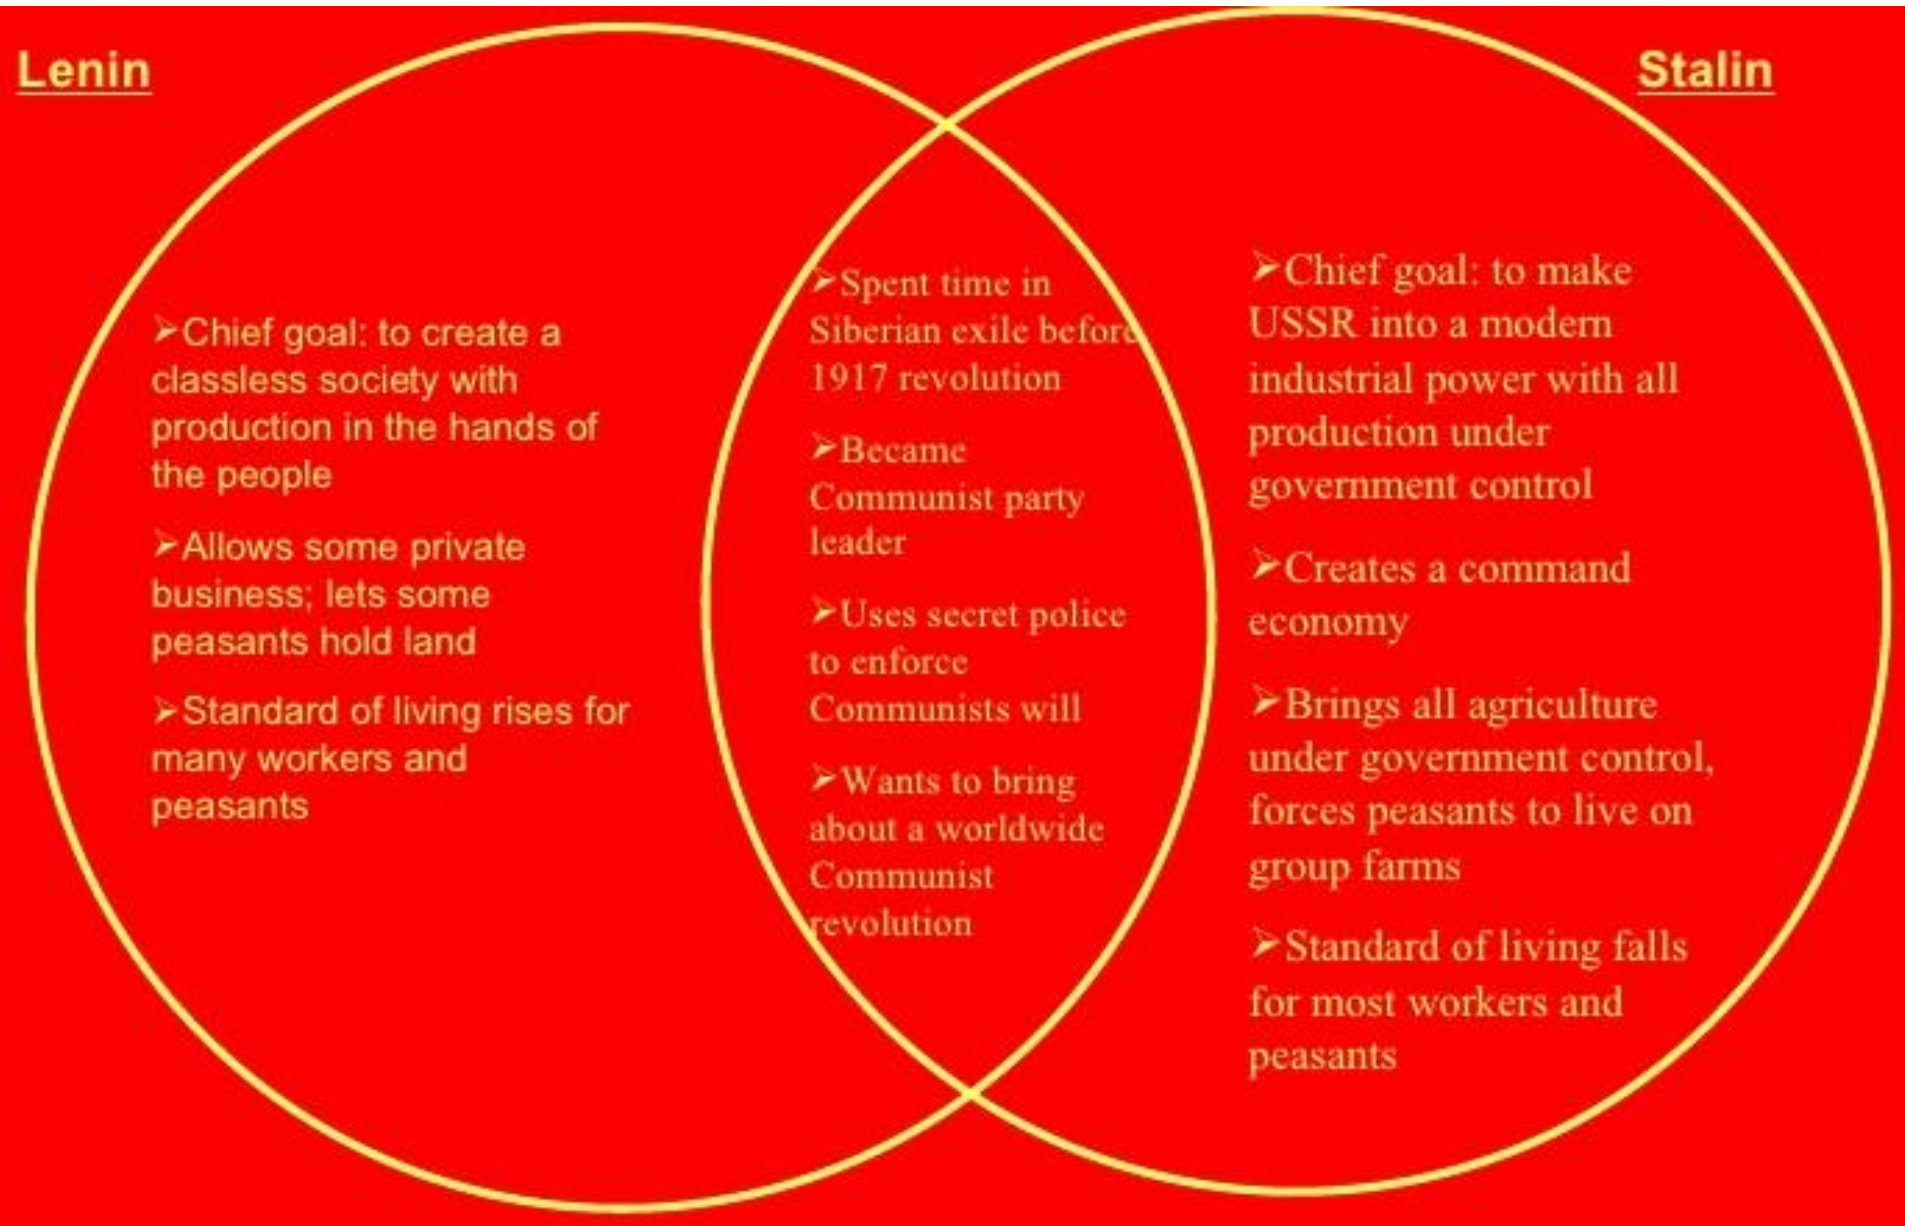 Lenin
Stalin
➢Chief goal: to create a
classless society with
production in the hands of
the people
➢Allows some private
business; lets some
peasants hold land
➢Standard of living rises for
many workers and
peasants
➢Spent time in
Siberian exile before
1917 revolution
➢Became
Communist party
leader
➢Uses secret police
to enforce
Communists will
➢Wants to bring
about a worldwide
Communist
revolution
➢Chief goal: to make
USSR into a modern
industrial power with all
production under
government control
➢Creates a command
economy
➢Brings all agriculture
under government control,
forces peasants to live on
group farms
➢Standard of living falls
for most workers and
peasants